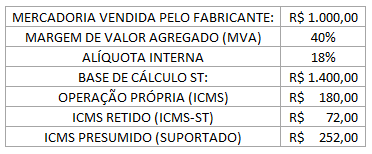 MERCADORIA VENDIDA PELO FABRICANTE: R$ 1.000,00
MARGEM DE VALOR AGREGADO (MVA) 40%
ALÍQUOTA INTERNA 18%
BASE DE CÁLCULO ST: R$ 1.400,00
OPERAÇÃO PRÓPRIA (ICMS) R$ 180,00
ICMS RETIDO (ICMS-ST) R$ 72,00
ICMS PRESUMIDO (SUPORTADO) R$ 252,00